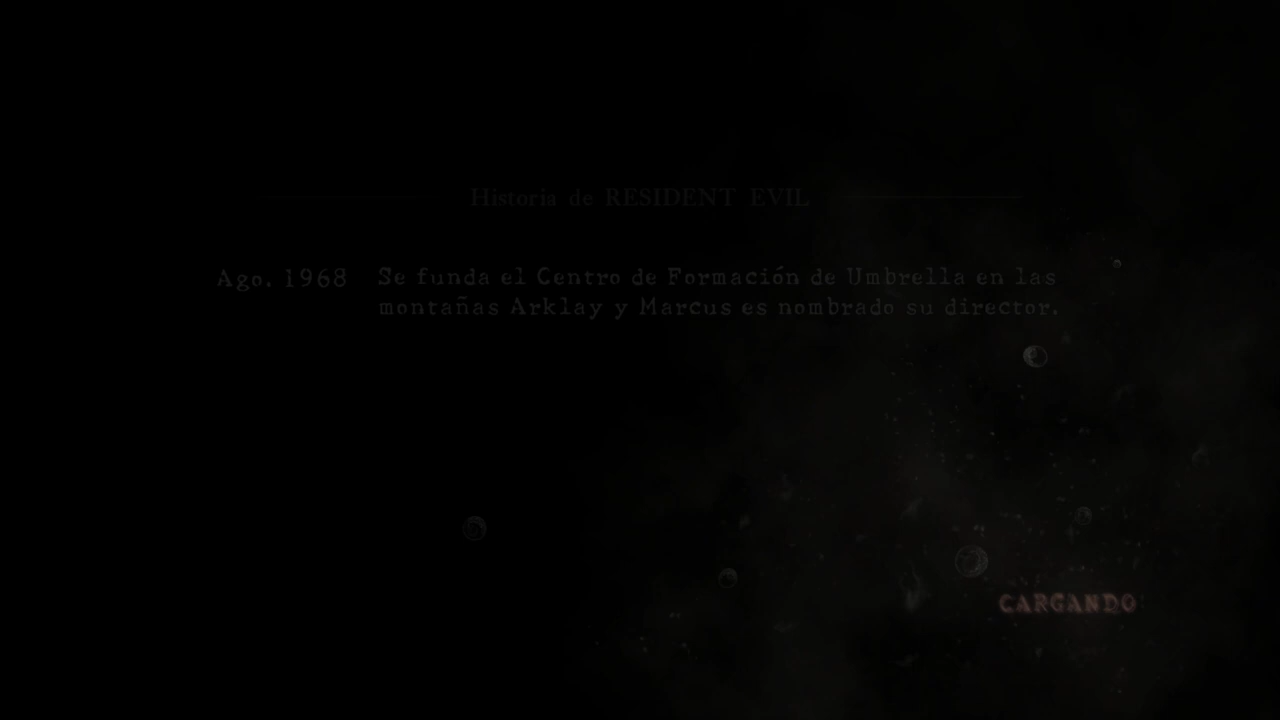 Historia de RESIDENT EVIL
Ago. 1968 Se funda el Centro de Formación de Umbrella en las
montañas Arklay y Marcus es nombrado su director.
CARGANDO